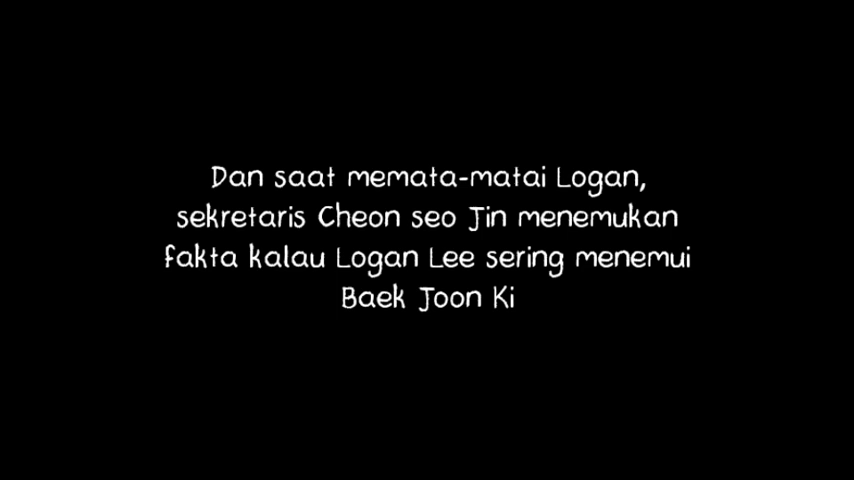 Dan saat memata-matai Logan,
sekretaris Cheon seo Jin menemukan
fakta kalau Logan Lee sering menemui
Baek Joon Ki